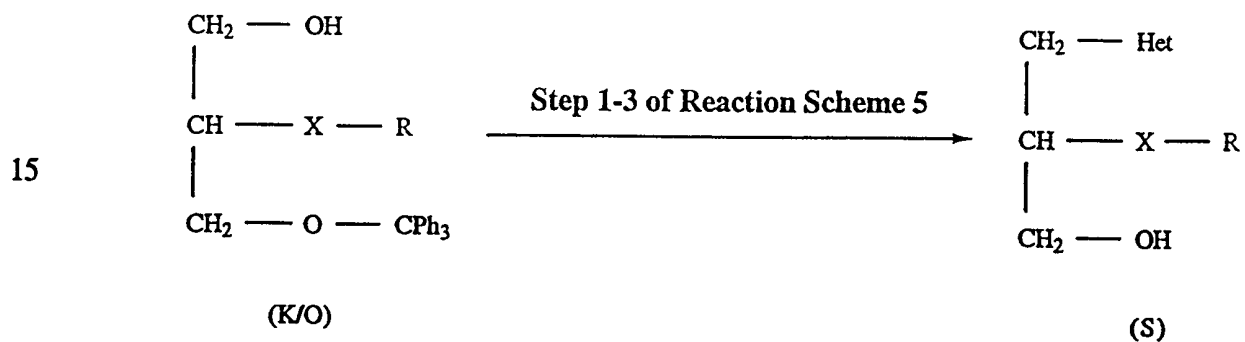 CH₂ — OH
CH — X — R
CH₂ — O — CPh₃
(K/O)
Step 1-3 of Reaction Scheme 5
CH₂ — Het
CH — X — R
CH₂ — OH
(S)
15